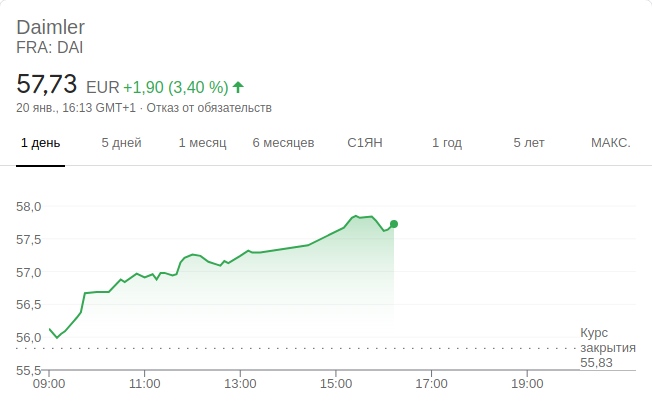 Daimler
FRA: DAI
57,73 EUR +1,90 (3,40 %)
20 янв., 16:13 GMT+1 · Отказ от обязательств
1 день 5 дней 1 месяц 6 месяцев С1ЯН 1 год 5 лет МАКС.
58,0
57,5
57,0
56,5
56,0
Курс
закрытия
55,83
55,5
09:00 11:00 13:00 15:00 17:00 19:00